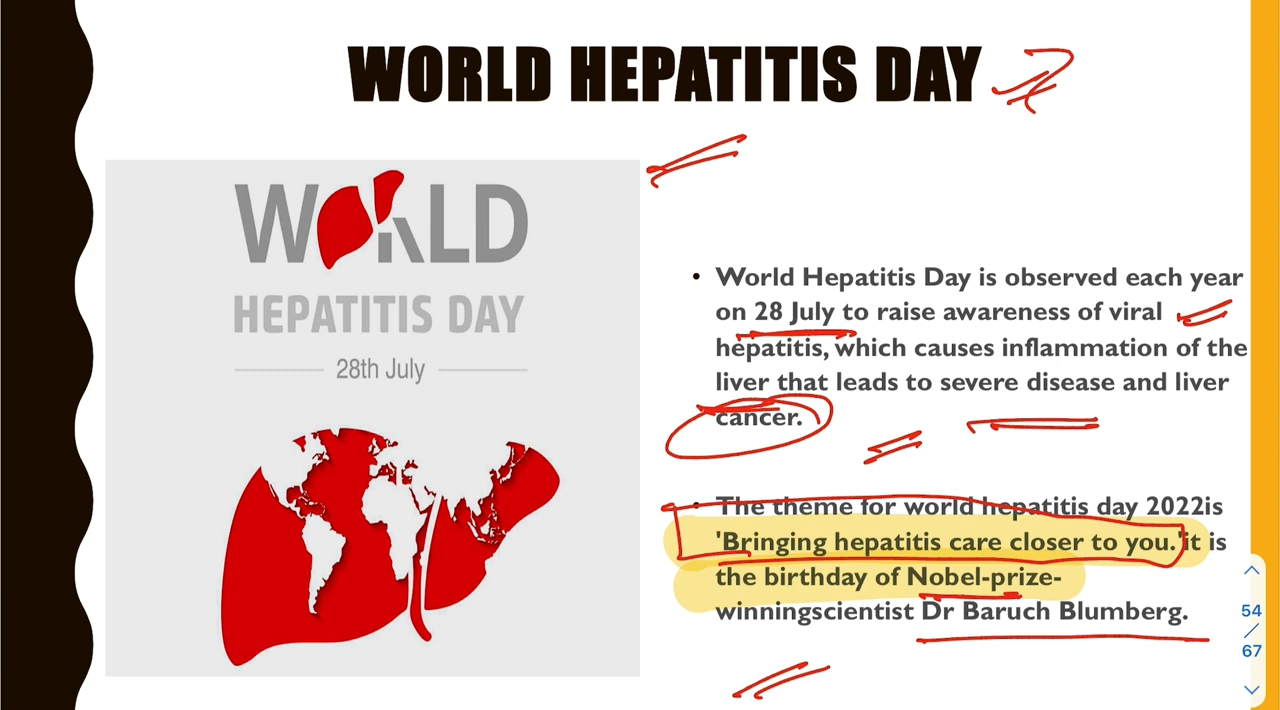 WORLD HEPATITIS DAY
WORLD
HEPATITIS DAY
28th July
• World Hepatitis Day is observed each year
on 28 July to raise awareness of viral
hepatitis, which causes inflammation of the
liver that leads to severe disease and liver
cancer.
• The theme for world hepatitis day 2022is
'Bringing hepatitis care closer to you.'it is
the birthday of Nobel-prize-
winningscientist Dr Baruch Blumberg.
54
/
67